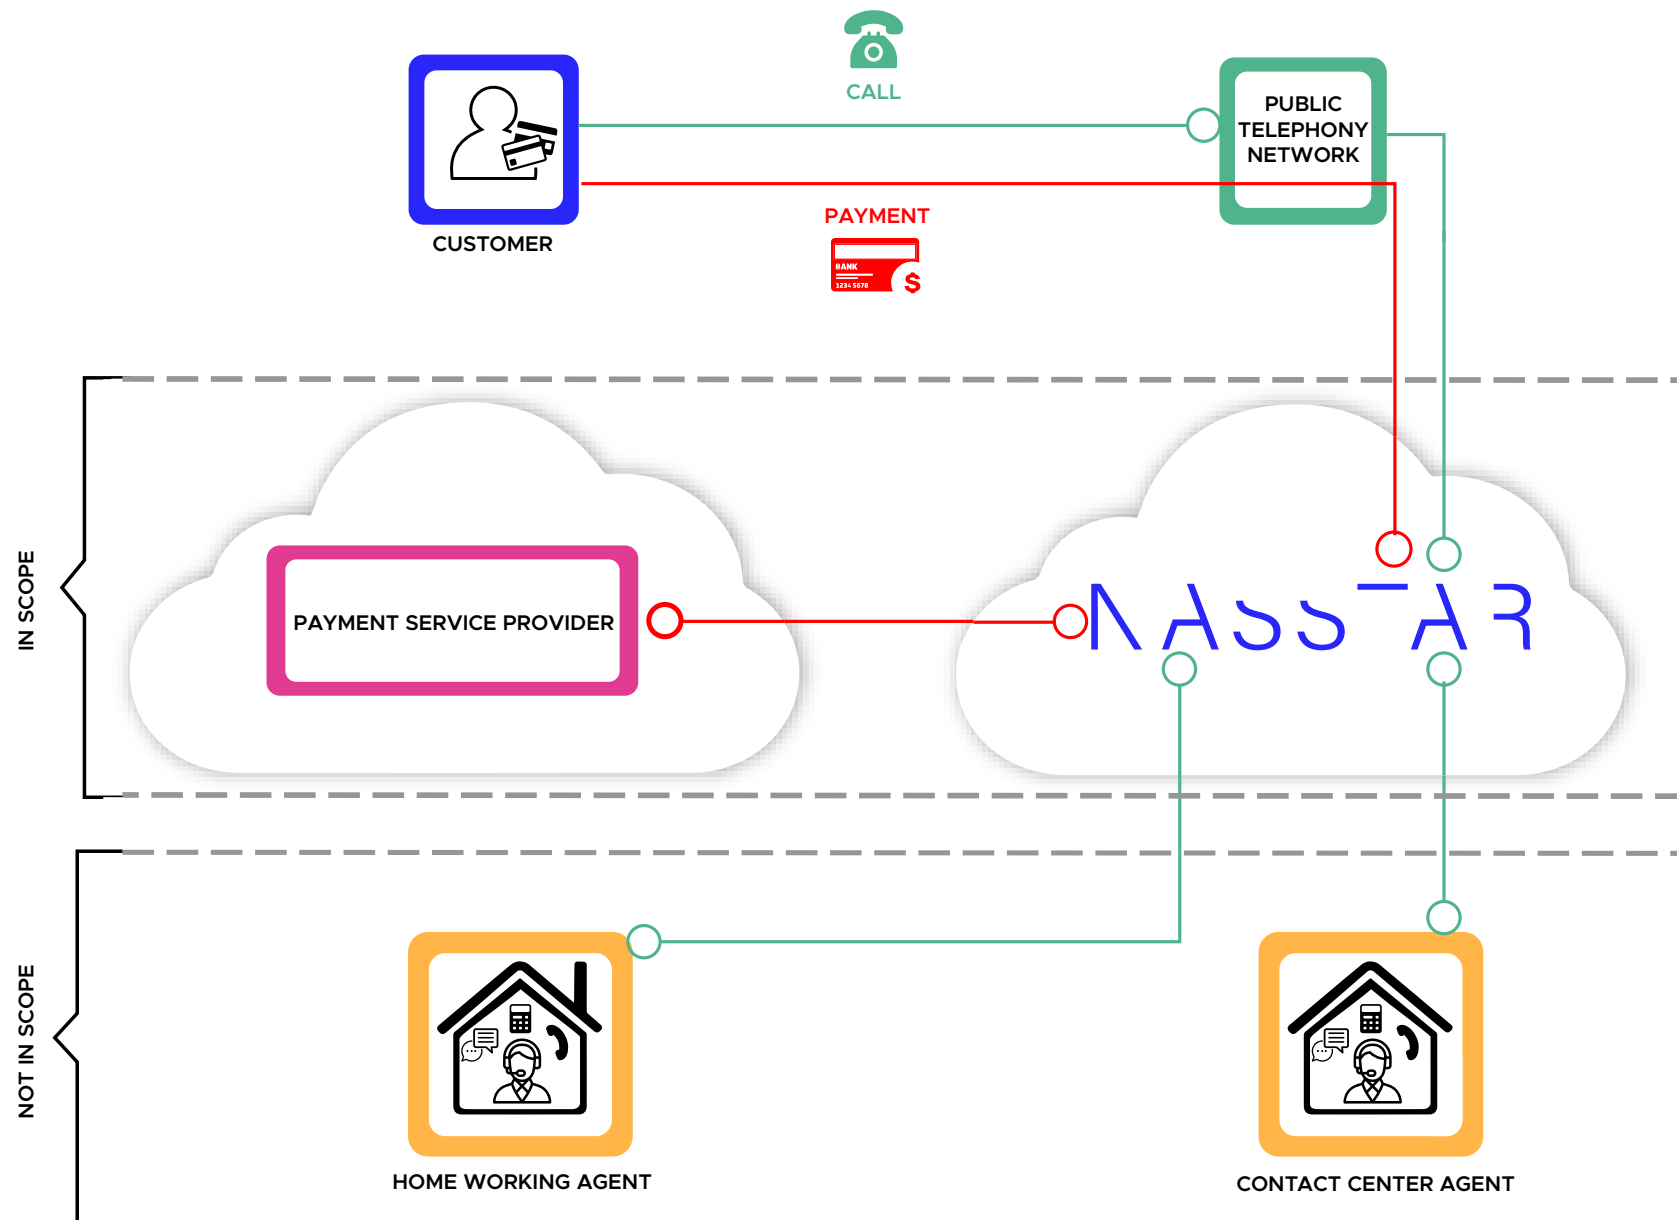 CALL
PUBLIC
TELEPHONY
NETWORK
PAYMENT
CUSTOMER
BANK
1234 5678
$
IN SCOPE
PAYMENT SERVICE PROVIDER
NASSTAR
NOT IN SCOPE
HOME WORKING AGENT
CONTACT CENTER AGENT